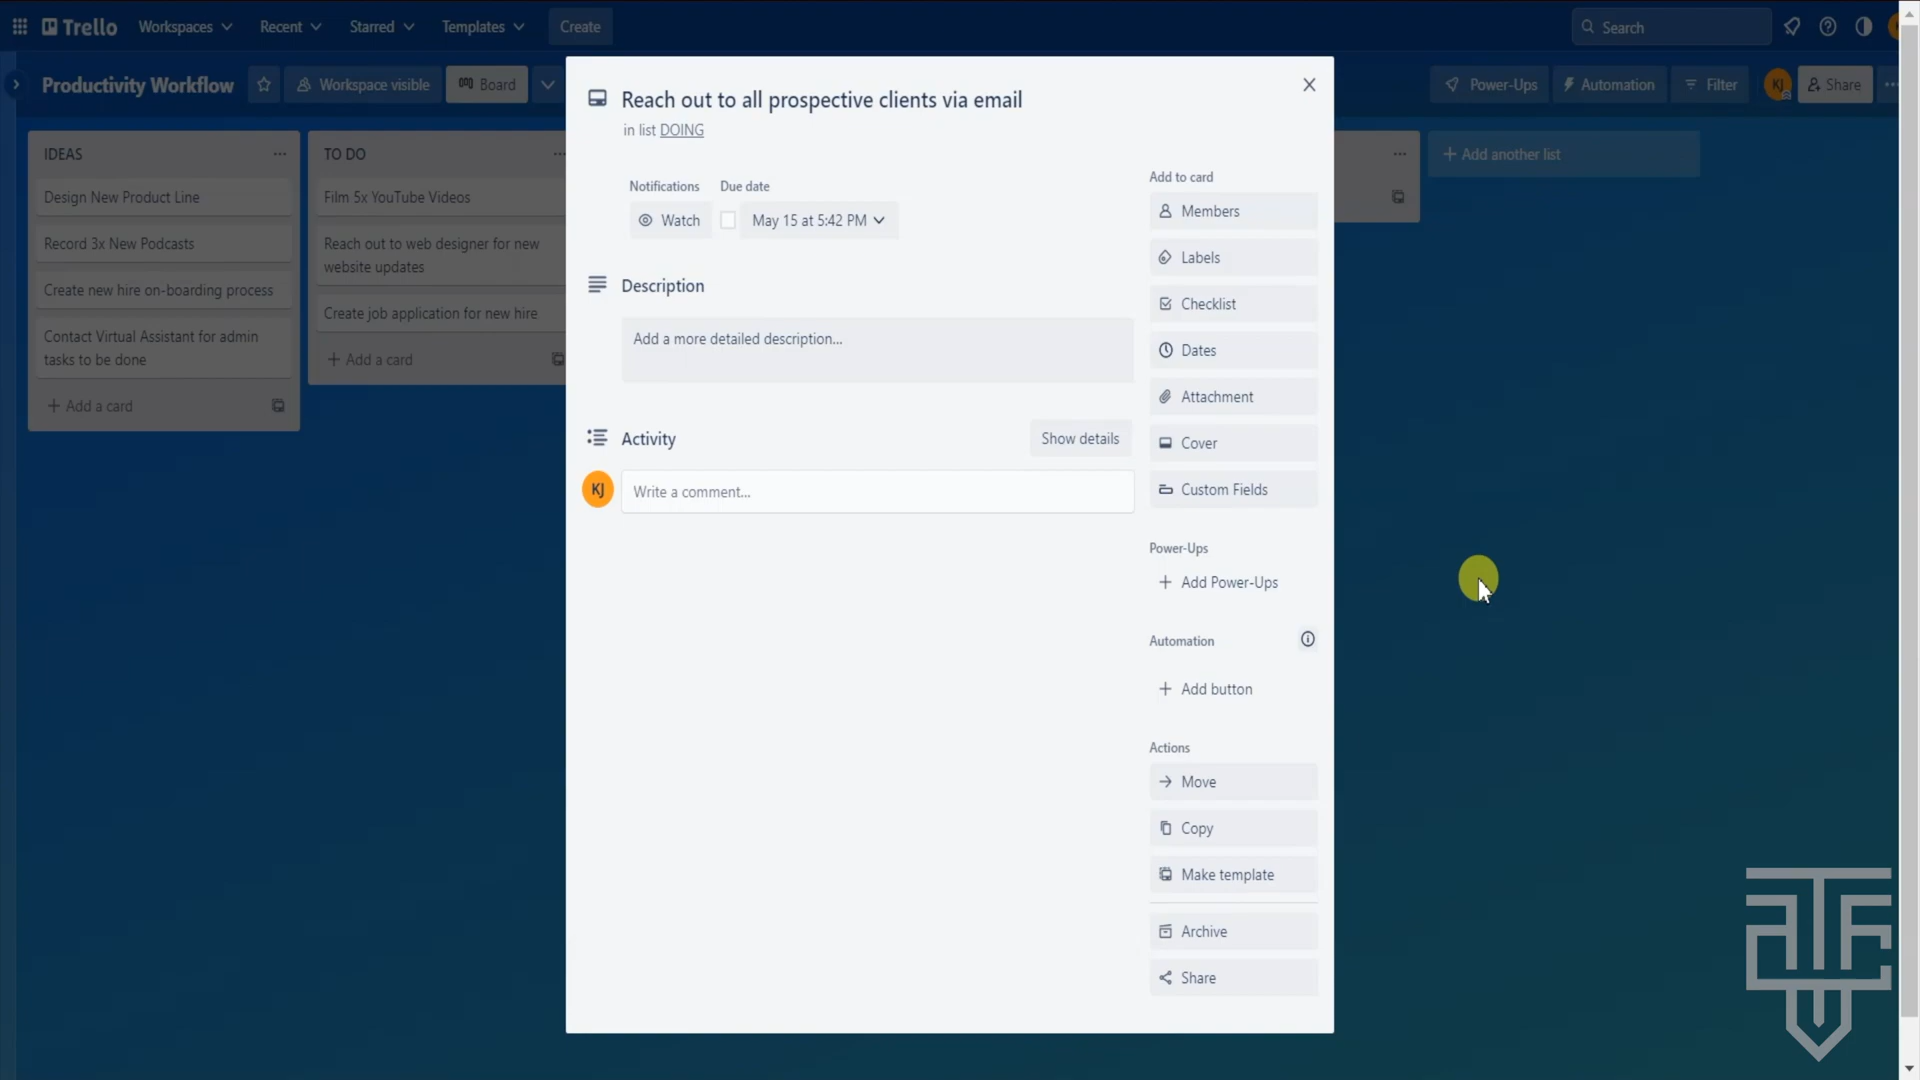 Trello
Workspaces
Recent
Starred
Templates
Create
Search
Productivity Workflow
Workspace visible
Board
Power-Ups
Automation
Filter
KJ
Share
IDEAS
Design New Product Line
Record 3x New Podcasts
Create new hire on-boarding process
Contact Virtual Assistant for admin
tasks to be done
+ Add a card
TO DO
Film 5x YouTube Videos
Reach out to web designer for new
website updates
Create job application for new hire
+ Add a card
+ Add another list
Reach out to all prospective clients via email
in list DOING
Notifications
Watch
Due date
May 15 at 5:42 PM
Description
Add a more detailed description...
Activity
Show details
KJ
Write a comment...
Add to card
Members
Labels
Checklist
Dates
Attachment
Cover
Custom Fields
Power-Ups
+ Add Power-Ups
Automation
+ Add button
Actions
Move
Copy
Make template
Archive
Share